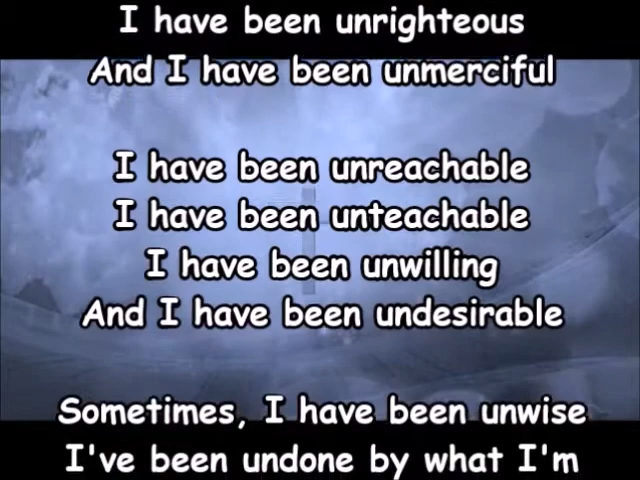 I have been unrighteous
And I have been unmerciful
I have been unreachable
I have been unteachable
I have been unwilling
And I have been undesirable
Sometimes, I have been unwise
I've been undone by what I'm